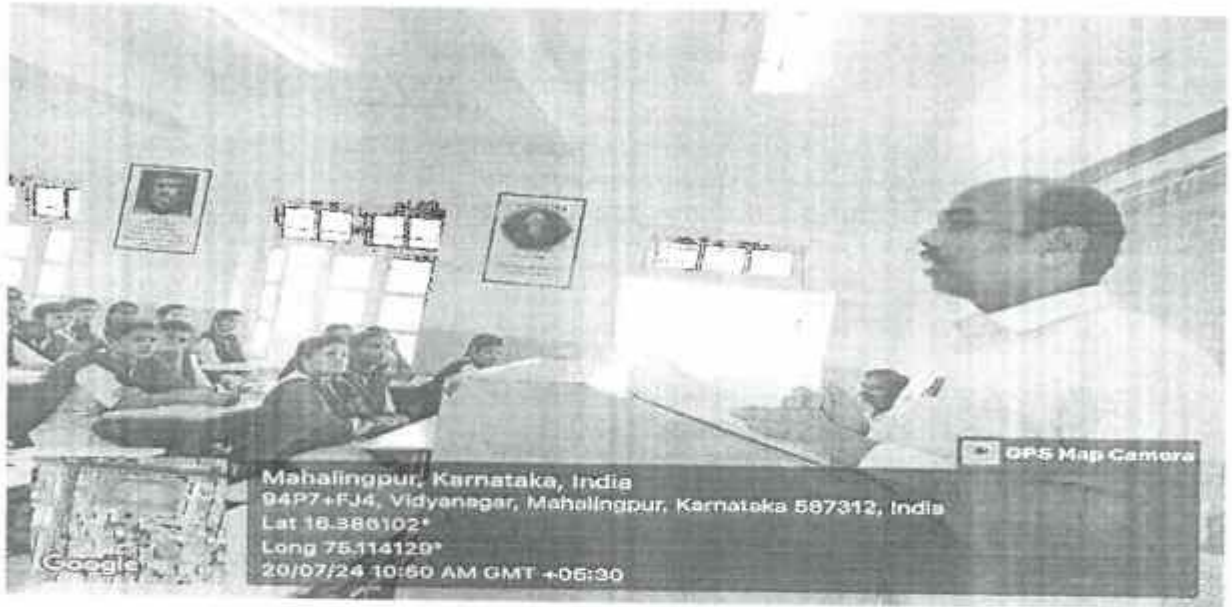 GPS Map Camera
Mahalingpur, Karnataka, India
94P7+FJ4, Vidyanagar, Mahalingpur, Karnataka 587312, India
Lat 16.386102°
Long 75.114129°
20/07/24 10:50 AM GMT +05:30
Google